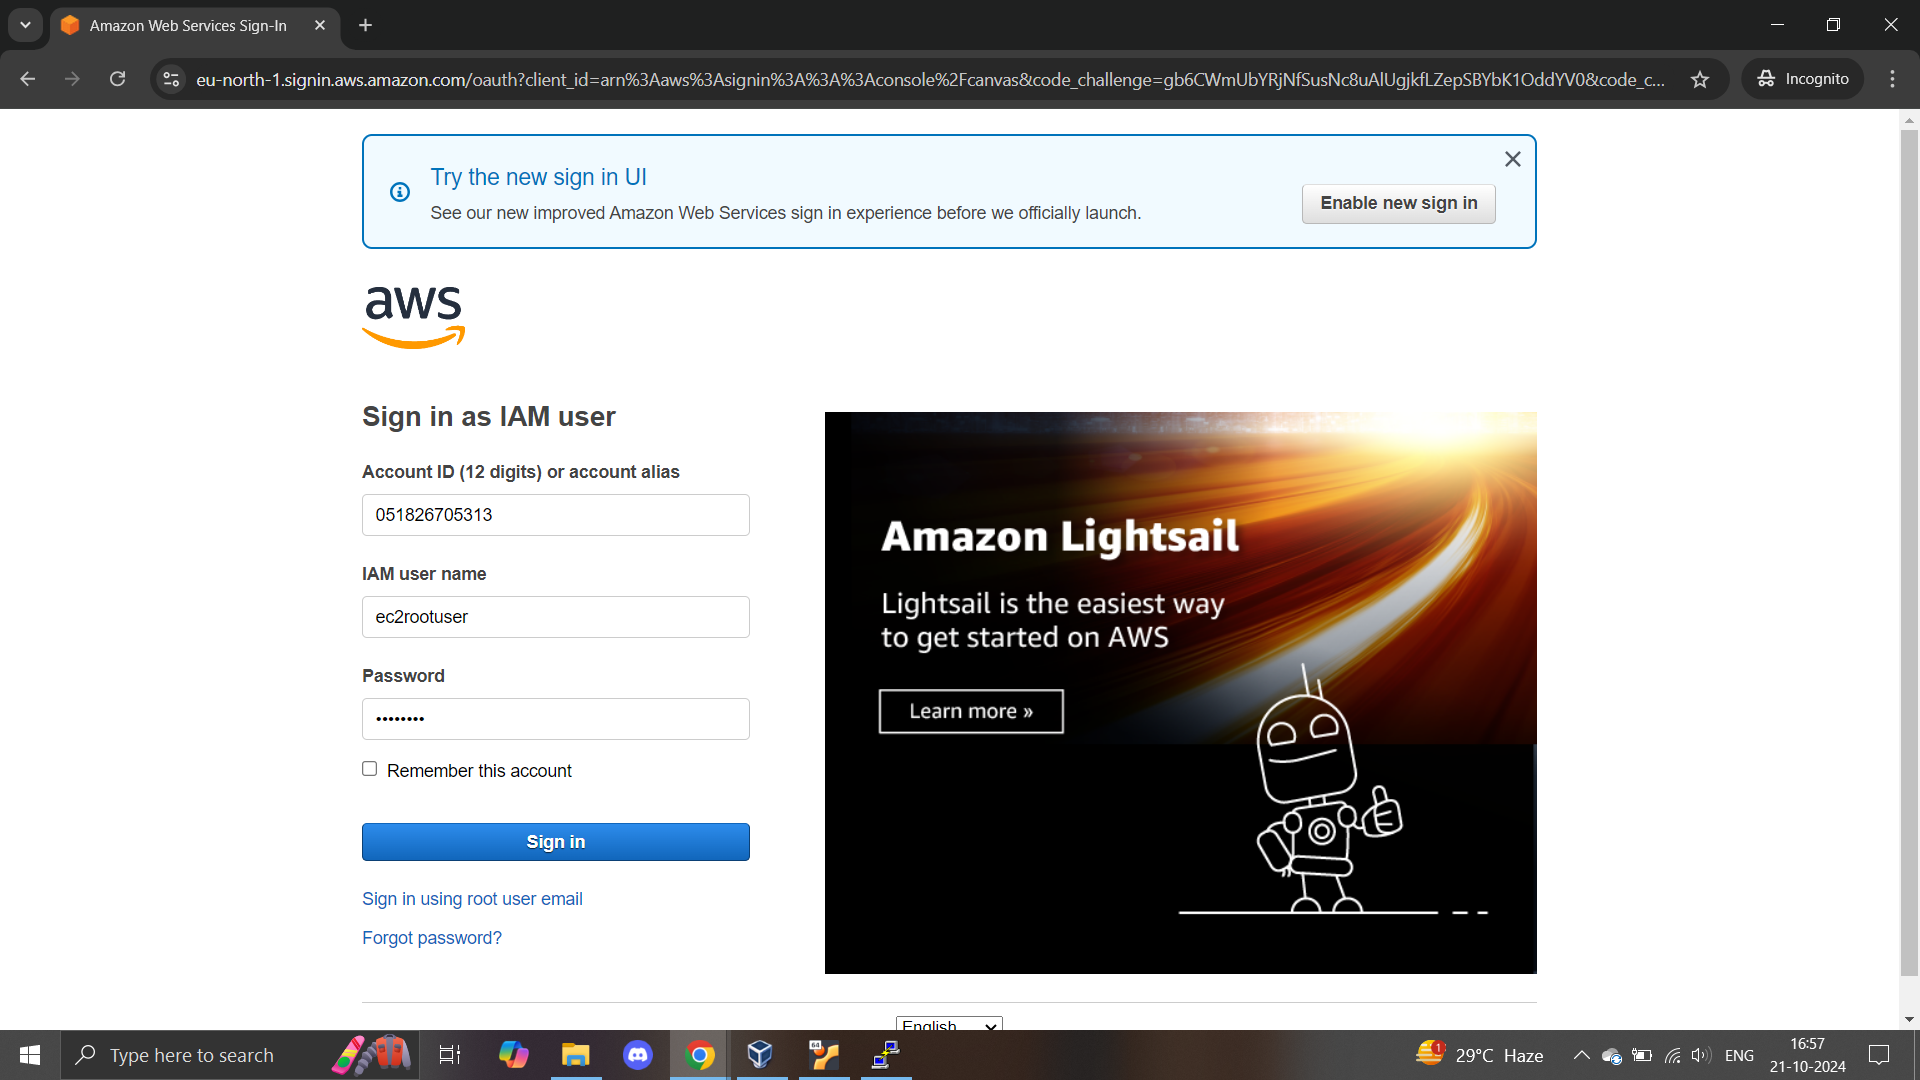 Amazon Web Services Sign-In
eu-north-1.signin.aws.amazon.com/oauth?client_id=arn%3Aaws%3Asignin%3A%3A%3Aconsole%2Fcanvas&code_challenge=gb6CWmUbYRjNfSusNc8uAlUgjkfLZepSBYbK1OddYV0&code_c...
Incognito
Try the new sign in UI
See our new improved Amazon Web Services sign in experience before we officially launch.
Enable new sign in
aws
Sign in as IAM user
Account ID (12 digits) or account alias
051826705313
IAM user name
ec2rootuser
Password
••••••••
Remember this account
Sign in
Sign in using root user email
Forgot password?
Amazon Lightsail
Lightsail is the easiest way
to get started on AWS
Learn more »
English
Type here to search
64
1
29°C Haze
ENG
16:57
21-10-2024